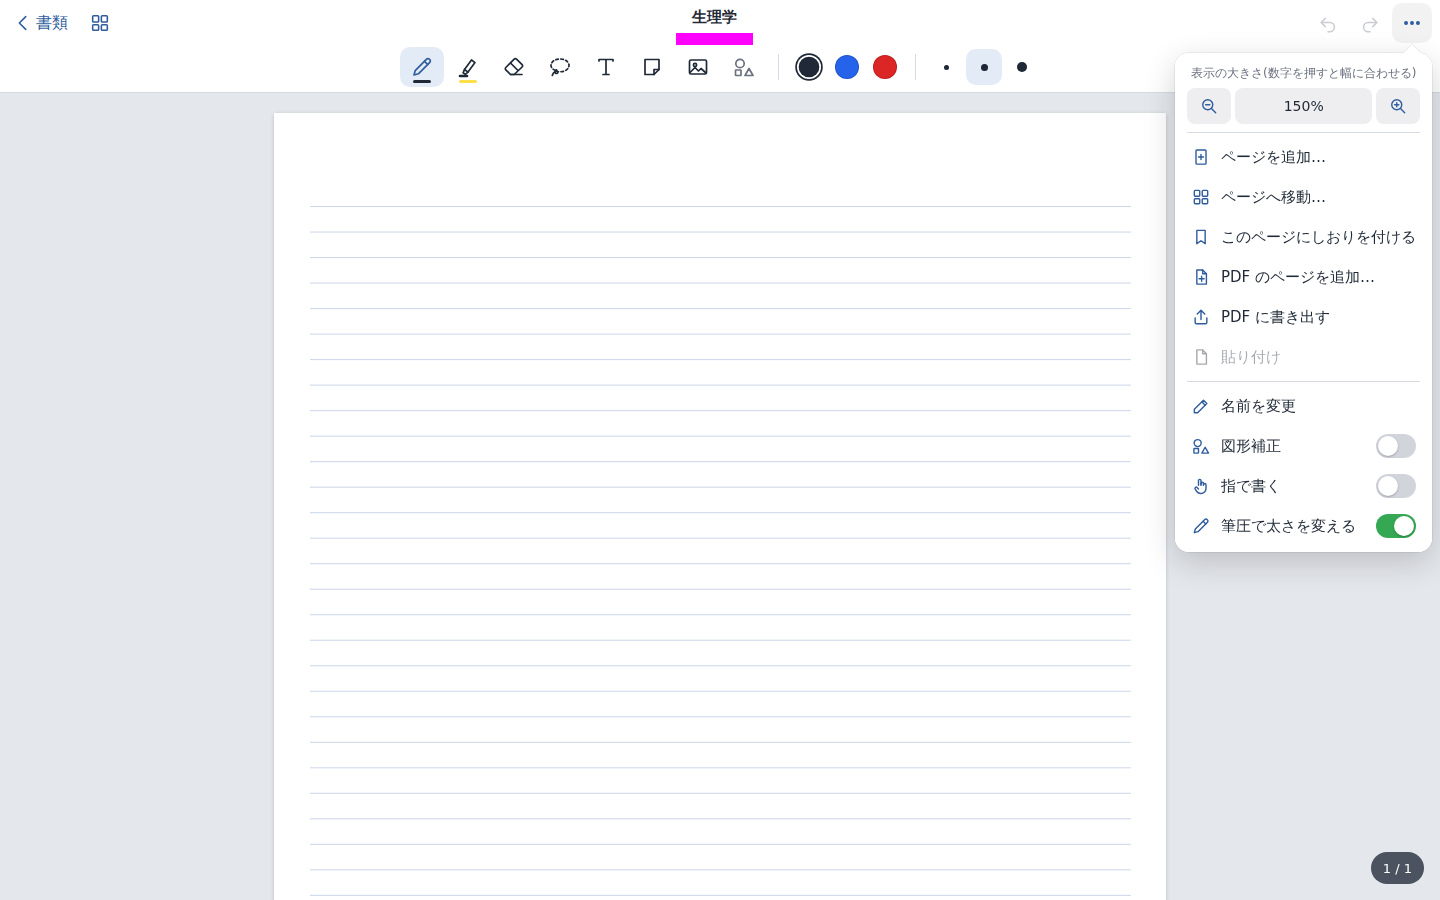 書類
生理学
表示の大きさ(数字を押すと幅に合わせる)
150%
ページを追加…
ページへ移動…
このページにしおりを付ける
PDF のページを追加…
PDF に書き出す
貼り付け
名前を変更
図形補正
指で書く
筆圧で太さを変える
1 / 1